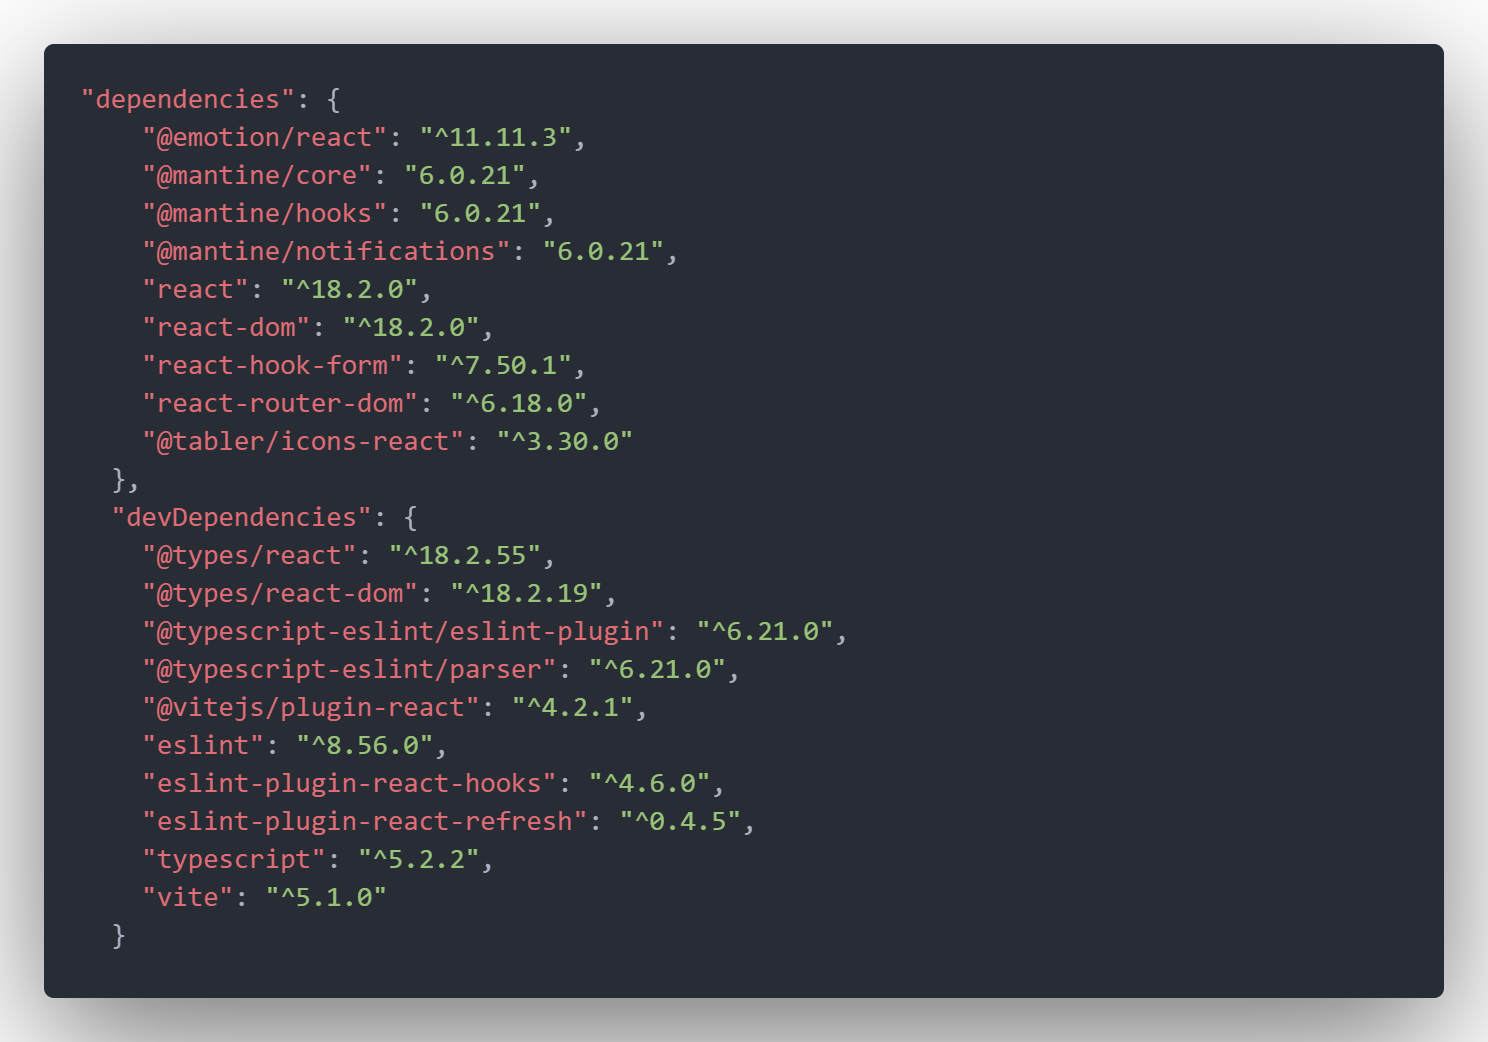 "dependencies": {
    "@emotion/react": "^11.11.3",
    "@mantine/core": "6.0.21",
    "@mantine/hooks": "6.0.21",
    "@mantine/notifications": "6.0.21",
    "react": "^18.2.0",
    "react-dom": "^18.2.0",
    "react-hook-form": "^7.50.1",
    "react-router-dom": "^6.18.0",
    "@tabler/icons-react": "^3.30.0"
  },
  "devDependencies": {
    "@types/react": "^18.2.55",
    "@types/react-dom": "^18.2.19",
    "@typescript-eslint/eslint-plugin": "^6.21.0",
    "@typescript-eslint/parser": "^6.21.0",
    "@vitejs/plugin-react": "^4.2.1",
    "eslint": "^8.56.0",
    "eslint-plugin-react-hooks": "^4.6.0",
    "eslint-plugin-react-refresh": "^0.4.5",
    "typescript": "^5.2.2",
    "vite": "^5.1.0"
  }